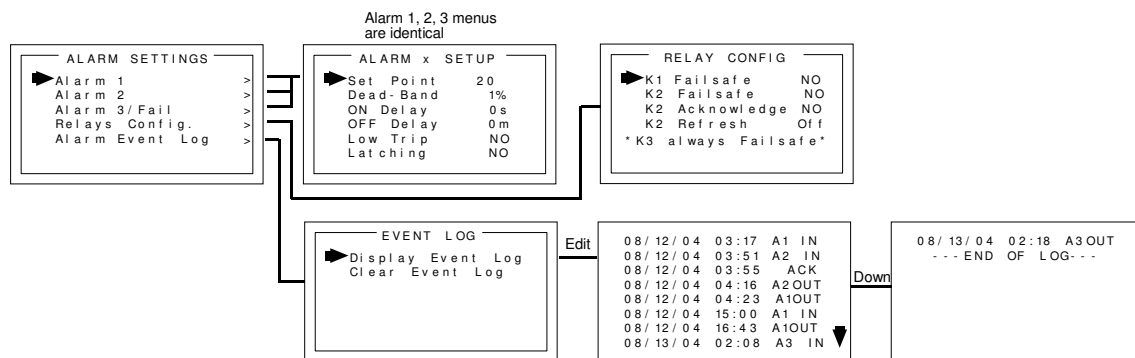 Alarm 1, 2, 3 menus
are identical
ALARM SETTINGS
Alarm 1 >
Alarm 2 >
Alarm 3/Fail >
Relays Config. >
Alarm Event Log >
ALARM x SETUP
Set Point 20
Dead-Band 1%
ON Delay 0s
OFF Delay 0m
Low Trip NO
Latching NO
RELAY CONFIG
K1 Failsafe NO
K2 Failsafe NO
K2 Acknowledge NO
K2 Refresh Off
*K3 always Failsafe*
EVENT LOG
Display Event Log
Clear Event Log
Edit
08/12/04 03:17 A1 IN
08/12/04 03:51 A2 IN
08/12/04 03:55 ACK
08/12/04 04:16 A2OUT
08/12/04 04:23 A1OUT
08/12/04 15:00 A1 IN
08/12/04 16:43 A1OUT
08/13/04 02:08 A3 IN
Down
08/13/04 02:18 A3OUT
---END OF LOG---